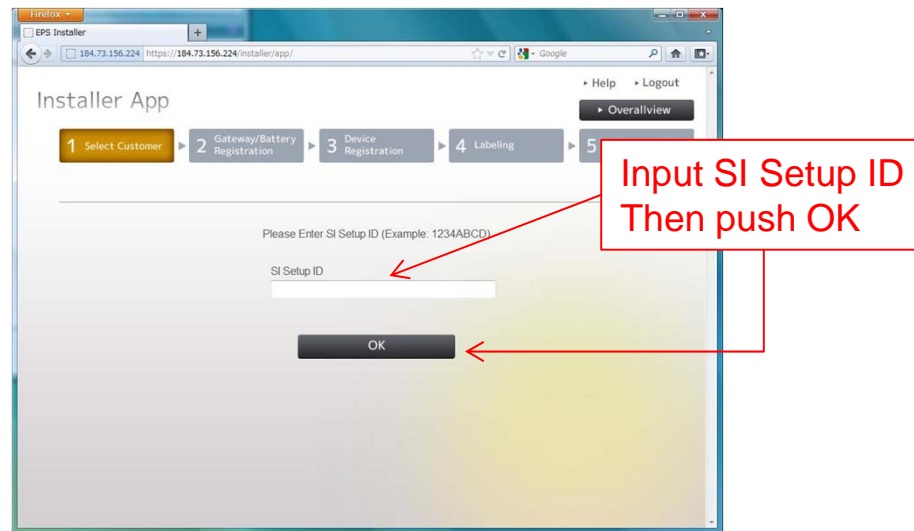 Firefox
EPS Installer
+
184.73.156.224 https://184.73.156.224/installer/app/
Google
Help Logout
Installer App
Overallview
1 Select Customer
2 Gateway/Battery Registration
3 Device Registration
4 Labeling
5
Input SI Setup ID
Then push OK
Please Enter SI Setup ID (Example: 1234ABCD)
SI Setup ID
OK